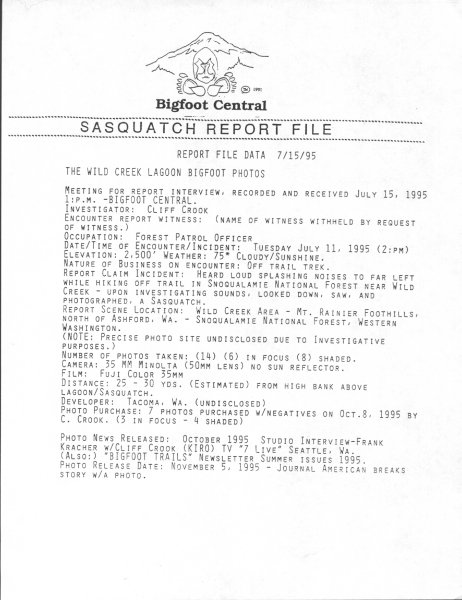 Bigfoot Central
SASQUATCH REPORT FILE
REPORT FILE DATA 7/15/95
THE WILD CREEK LAGOON BIGFOOT PHOTOS
MEETING FOR REPORT INTERVIEW, RECORDED AND RECEIVED JULY 15, 1995
1:P.M. -BIGFOOT CENTRAL.
INVESTIGATOR: CLIFF CROOK
ENCOUNTER REPORT WITNESS: (NAME OF WITNESS WITHHELD BY REQUEST
OF WITNESS.)
OCCUPATION: FOREST PATROL OFFICER
DATE/TIME OF ENCOUNTER/INCIDENT: TUESDAY JULY 11, 1995 (2:PM)
ELEVATION: 2,500' WEATHER: 75* CLOUDY/SUNSHINE.
NATURE OF BUSINESS ON ENCOUNTER: OFF TRAIL TREK.
REPORT CLAIM INCIDENT: HEARD LOUD SPLASHING NOISES TO FAR LEFT
WHILE HIKING OFF TRAIL IN SNOQUALAMIE NATIONAL FOREST NEAR WILD
CREEK - UPON INVESTIGATING SOUNDS, LOOKED DOWN, SAW, AND
PHOTOGRAPHED, A SASQUATCH.
REPORT SCENE LOCATION: WILD CREEK AREA - MT. RAINIER FOOTHILLS,
NORTH OF ASHFORD, WA. - SNOQUALAMIE NATIONAL FOREST, WESTERN
WASHINGTON.
(NOTE: PRECISE PHOTO SITE UNDISCLOSED DUE TO INVESTIGATIVE
PURPOSES.)
NUMBER OF PHOTOS TAKEN: (14) (6) IN FOCUS (8) SHADED.
CAMERA: 35 MM MINOLTA (50MM LENS) NO SUN REFLECTOR.
FILM: FUJI COLOR 35MM
DISTANCE: 25 - 30 YDS. (ESTIMATED) FROM HIGH BANK ABOVE
LAGOON/SASQUATCH.
DEVELOPER: TACOMA, WA. (UNDISCLOSED)
PHOTO PURCHASE: 7 PHOTOS PURCHASED W/NEGATIVES ON OCT.8, 1995 BY
C. CROOK. (3 IN FOCUS - 4 SHADED)
PHOTO NEWS RELEASED: OCTOBER 1995 STUDIO INTERVIEW-FRANK
KRACHER W/CLIFF CROOK (KIRO) TV "7 LIVE" SEATTLE, WA.
(ALSO:) "BIGFOOT TRAILS" NEWSLETTER SUMMER ISSUES 1995.
PHOTO RELEASE DATE: NOVEMBER 5, 1995 - JOURNAL AMERICAN BREAKS
STORY W/A PHOTO.